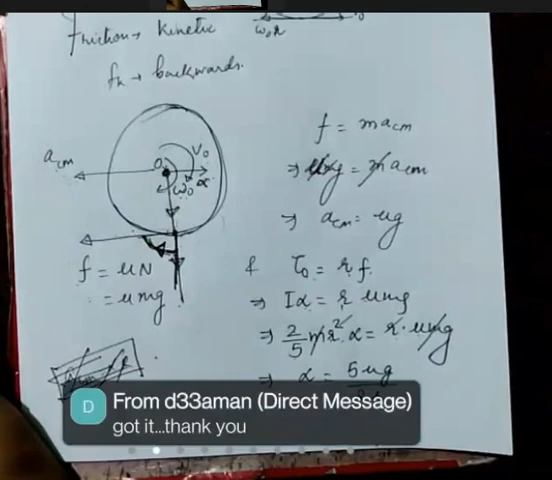 friction → kinetic
ω₀r
fk → backwards.
acm
O
V₀
ω₀
α
f = μN
= μmg
f = macm
⇒ μmg = macm
⇒ acm = μg
& τ₀ = r f.
⇒ Iα = r μmg
⇒ 2/5 mr² α = r · μmg
⇒ α = 5μg
D
From d33aman (Direct Message)
got it...thank you